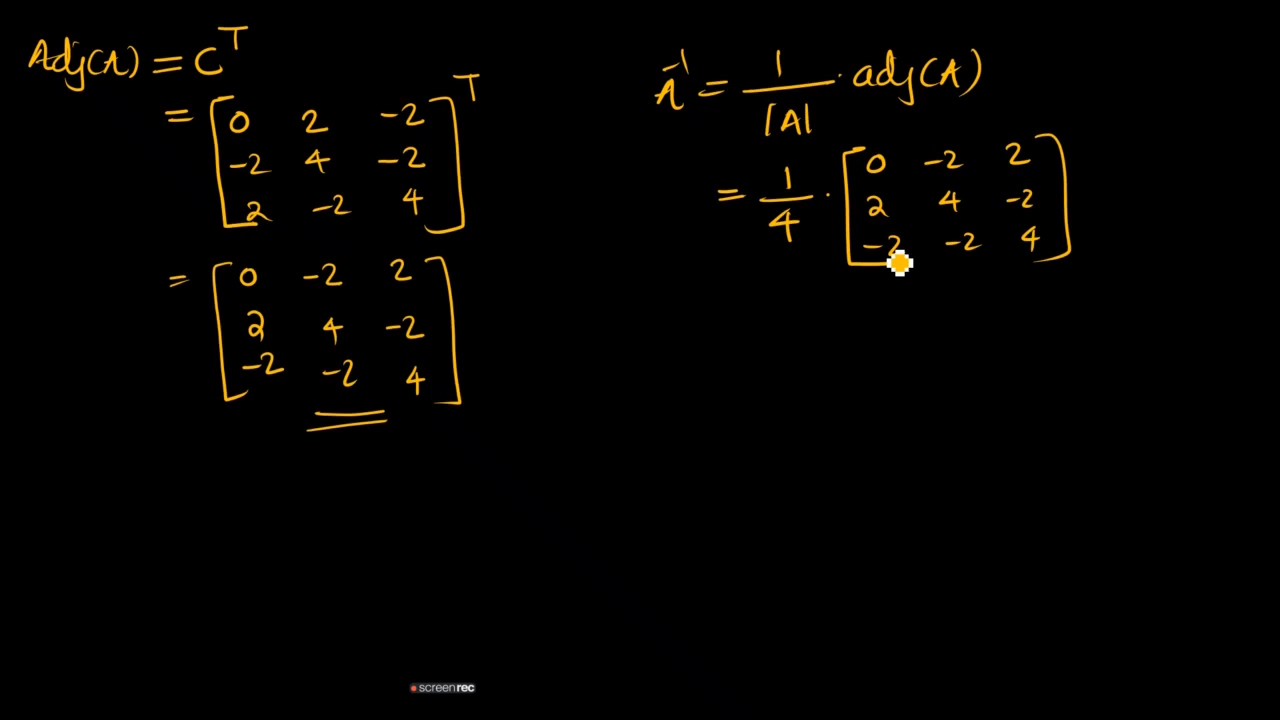 Adj(A) = C^T
= [ 0 2 -2
-2 4 -2
2 -2 4 ]^T
= [ 0 -2 2
2 4 -2
-2 -2 4 ]
A^-1 = 1/|A| · adj(A)
= 1/4 · [ 0 -2 2
2 4 -2
-2 -2 4 ]
screenrec